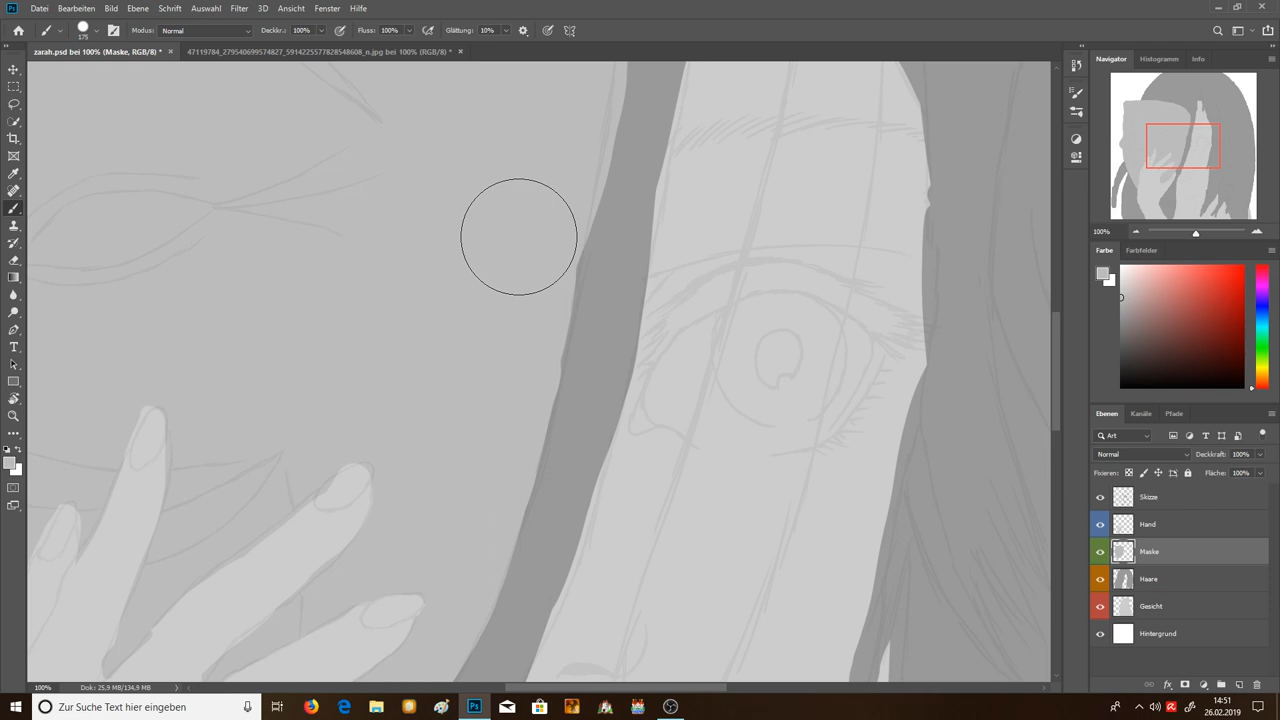 Datei Bearbeiten Bild Ebene Schrift Auswahl Filter 3D Ansicht Fenster Hilfe
175 Modus: Normal Deckkr.: 100% Fluss: 100% Glättung: 10%
zarah.psd bei 100% (Maske, RGB/8) * × 47119784_279540699574827_5914225577828548608_n.jpg bei 100% (RGB/8) * ×
Navigator Histogramm Info
100%
Farbe Farbfelder
Ebenen Kanäle Pfade
Art
Normal Deckkraft: 100%
Fixieren: Fläche: 100%
Skizze
Hand
Maske
Haare
Gesicht
Hintergrund
100% Dok: 25,9 MB/134,9 MB
Zur Suche Text hier eingeben
14:51
26.02.2019